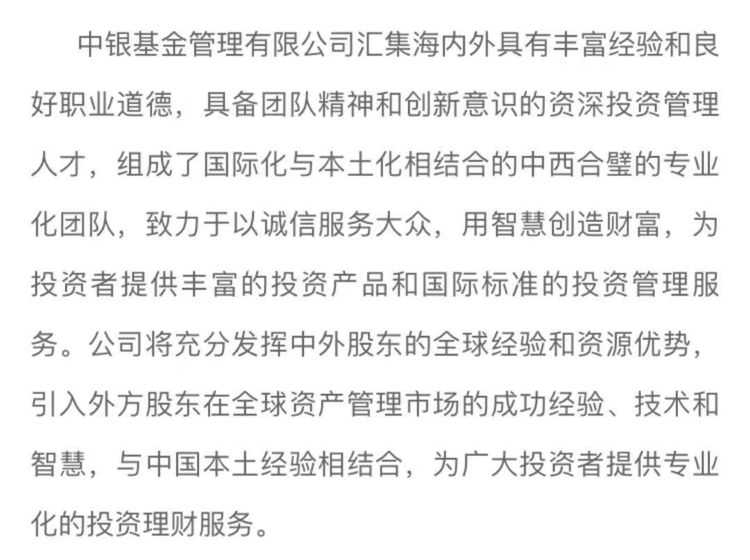 中银基金管理有限公司汇集海内外具有丰富经验和良
好职业道德，具备团队精神和创新意识的资深投资管理
人才，组成了国际化与本土化相结合的中西合璧的专业
化团队，致力于以诚信服务大众，用智慧创造财富，为
投资者提供丰富的投资产品和国际标准的投资管理服
务。公司将充分发挥中外股东的全球经验和资源优势，
引入外方股东在全球资产管理市场的成功经验、技术和
智慧，与中国本土经验相结合，为广大投资者提供专业
化的投资理财服务。